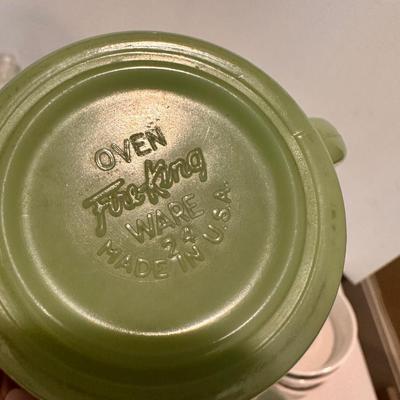 OVEN
Fire-King
WARE
24
MADE IN U.S.A.